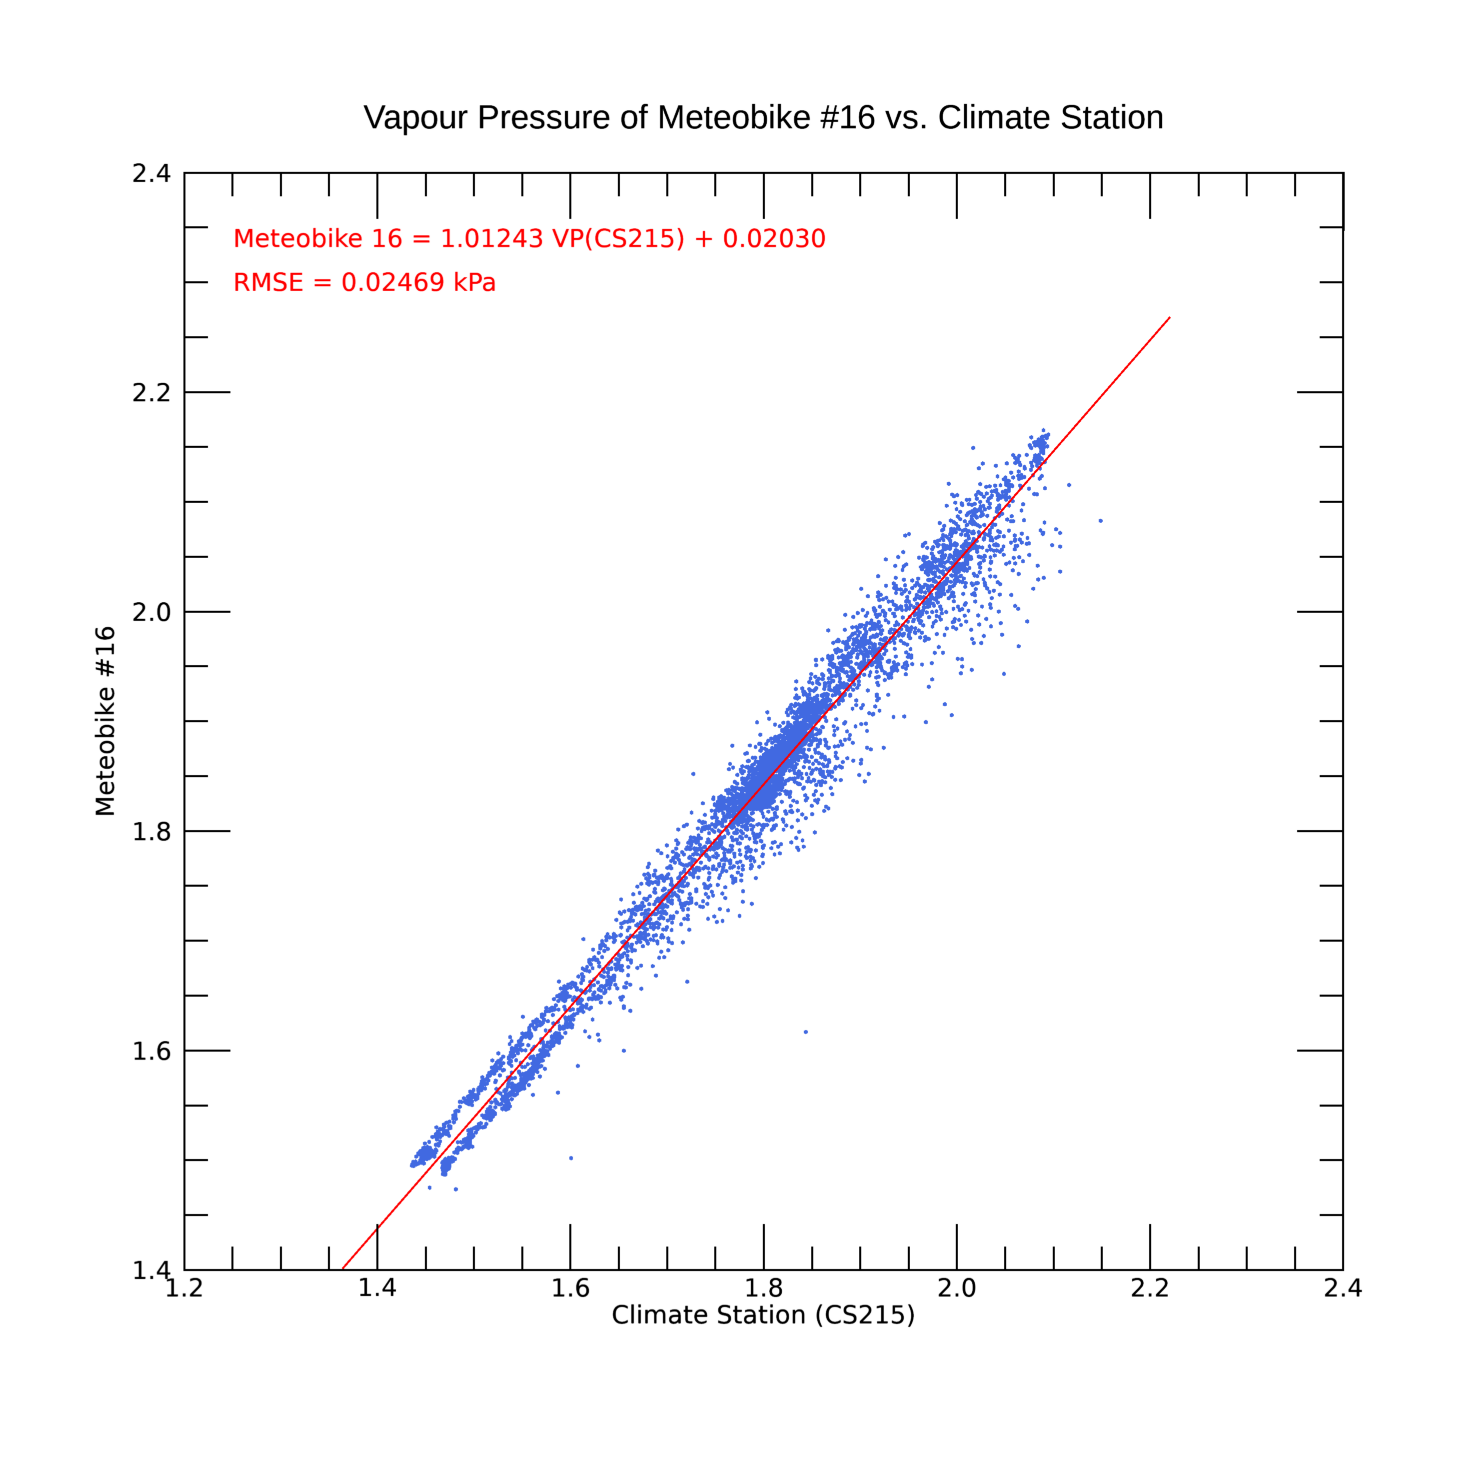 Vapour Pressure of Meteobike #16 vs. Climate Station
2.4
Meteobike 16 = 1.01243 VP(CS215) + 0.02030
RMSE = 0.02469 kPa
2.2
2.0
Meteobike #16
1.8
1.6
1.4
1.2 1.4 1.6 1.8 2.0 2.2 2.4
Climate Station (CS215)